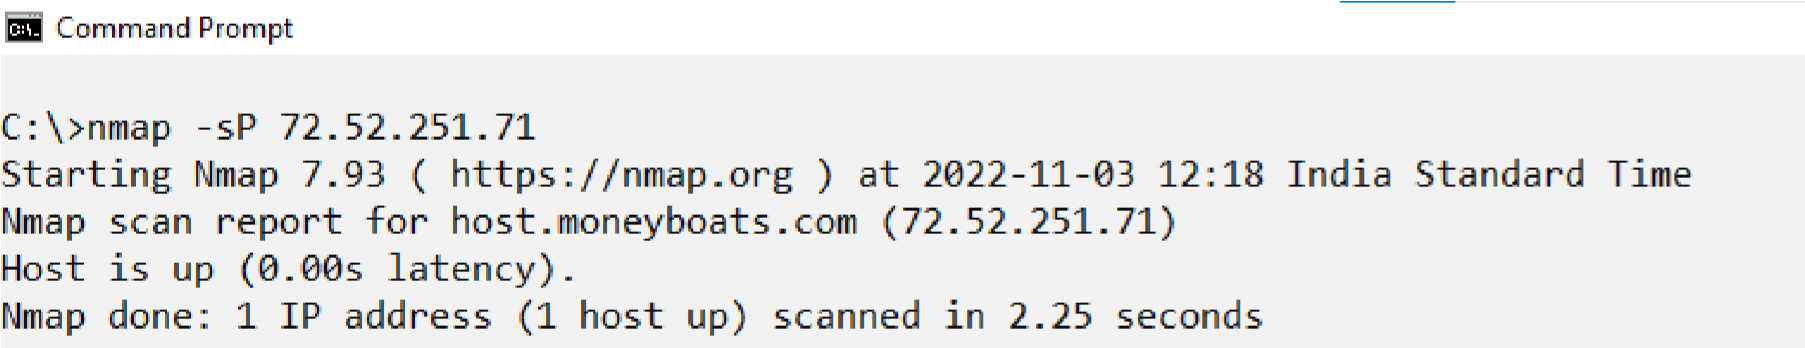 Command Prompt
C:\>nmap -sP 72.52.251.71
Starting Nmap 7.93 ( https://nmap.org ) at 2022-11-03 12:18 India Standard Time
Nmap scan report for host.moneyboats.com (72.52.251.71)
Host is up (0.00s latency).
Nmap done: 1 IP address (1 host up) scanned in 2.25 seconds